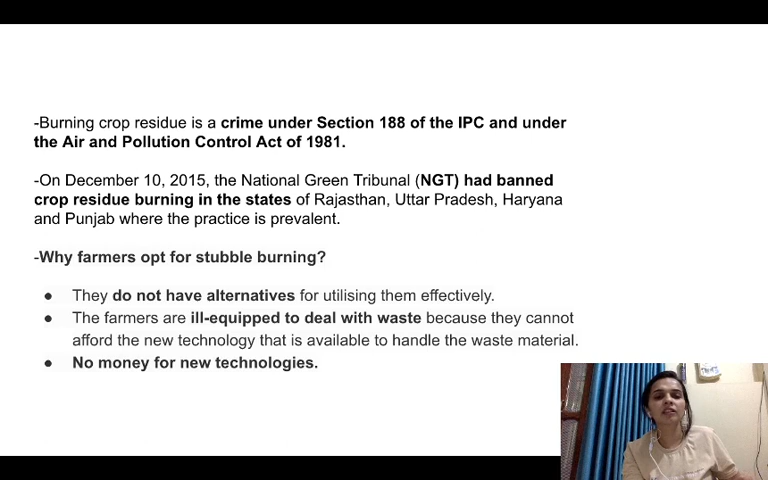 -Burning crop residue is a crime under Section 188 of the IPC and under
the Air and Pollution Control Act of 1981.
-On December 10, 2015, the National Green Tribunal (NGT) had banned
crop residue burning in the states of Rajasthan, Uttar Pradesh, Haryana
and Punjab where the practice is prevalent.
-Why farmers opt for stubble burning?
● They do not have alternatives for utilising them effectively.
● The farmers are ill-equipped to deal with waste because they cannot
afford the new technology that is available to handle the waste material.
● No money for new technologies.